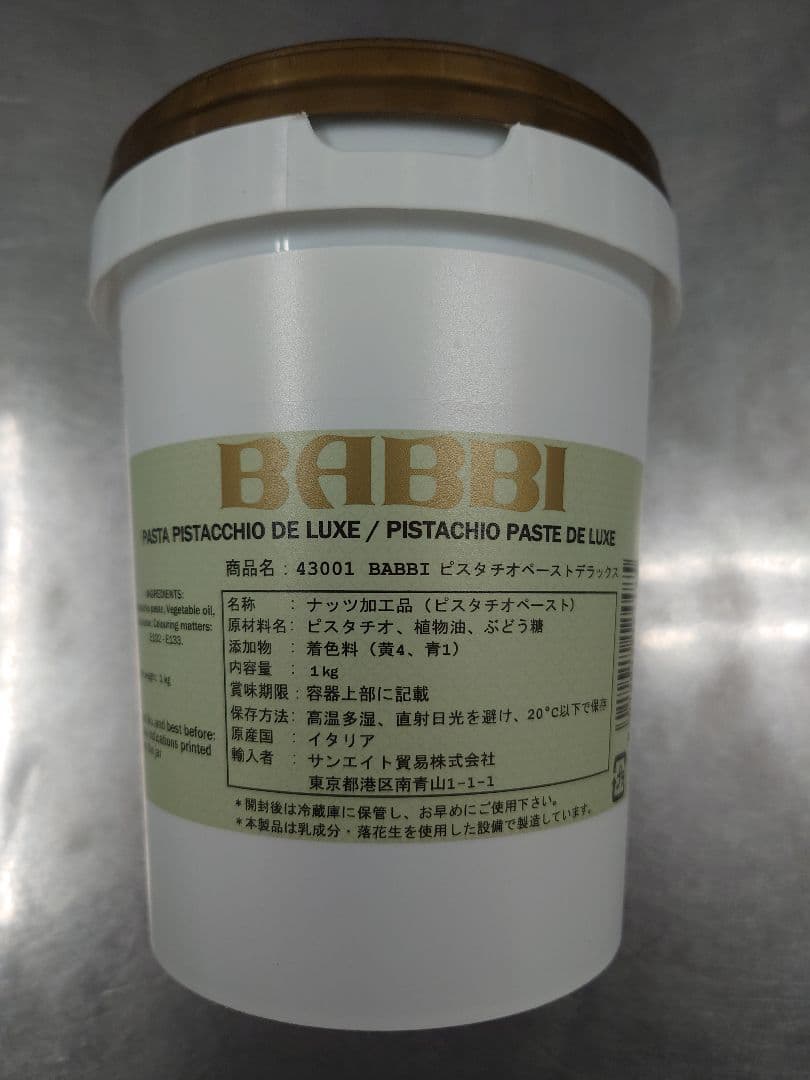 BABBI
PASTA PISTACCHIO DE LUXE / PISTACHIO PASTE DE LUXE
商品名：43001 BABBI ピスタチオペーストデラックス
INGREDIENTS:
paste, Vegetable oil,
Colouring matters:
E102 - E133.
weight: 1 kg
and best before:
indications printed
jar
名称 ：ナッツ加工品（ピスタチオペースト）
原材料名：ピスタチオ、植物油、ぶどう糖
添加物 ：着色料（黄4、青1）
内容量 ：1kg
賞味期限：容器上部に記載
保存方法：高温多湿、直射日光を避け、20°C以下で保存
原産国 ：イタリア
輸入者 ：サンエイト貿易株式会社
東京都港区南青山1-1-1
＊開封後は冷蔵庫に保管し、お早めにご使用下さい。
＊本製品は乳成分・落花生を使用した設備で製造しています。